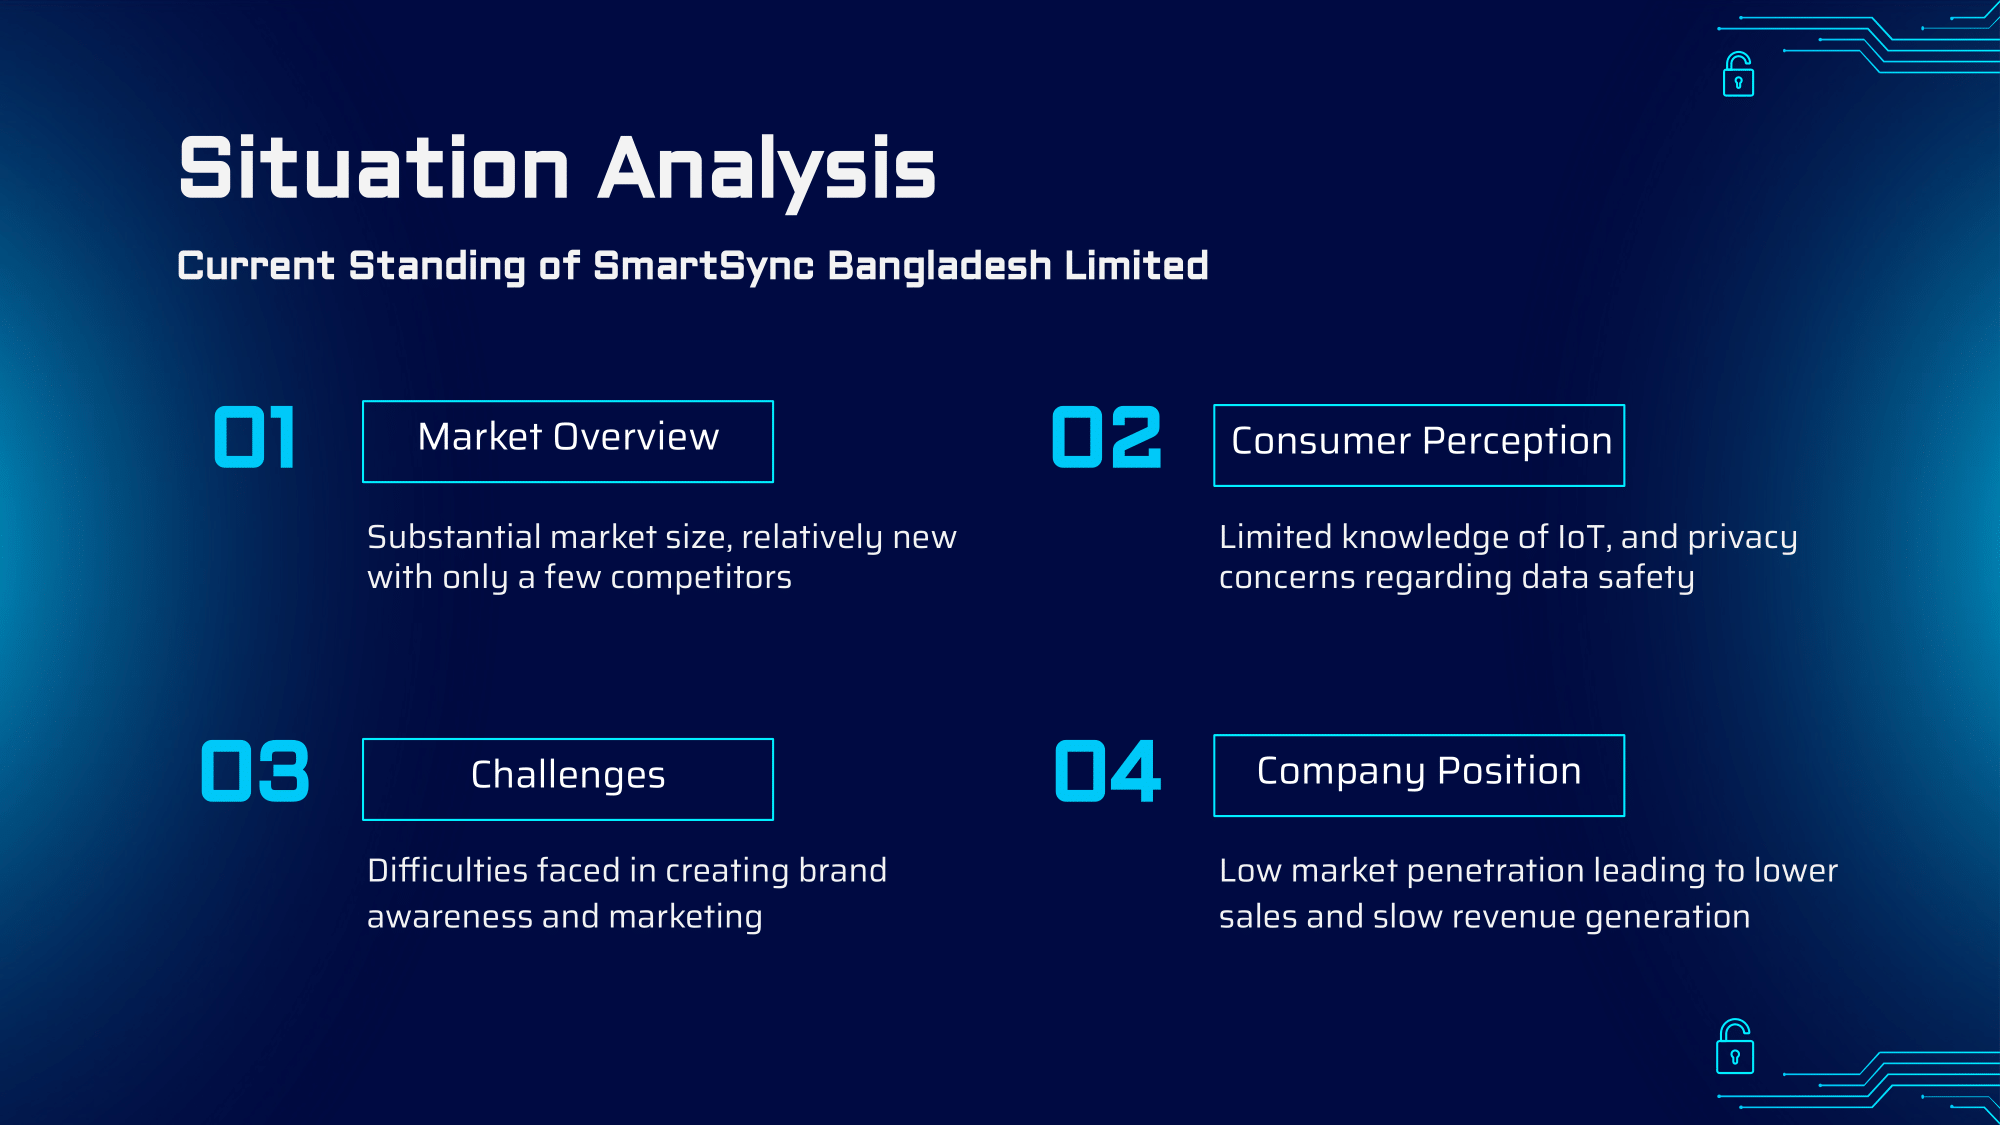 Situation Analysis
Current Standing of SmartSync Bangladesh Limited
01
Market Overview
Substantial market size, relatively new
with only a few competitors
02
Consumer Perception
Limited knowledge of IoT, and privacy
concerns regarding data safety
03
Challenges
Difficulties faced in creating brand
awareness and marketing
04
Company Position
Low market penetration leading to lower
sales and slow revenue generation